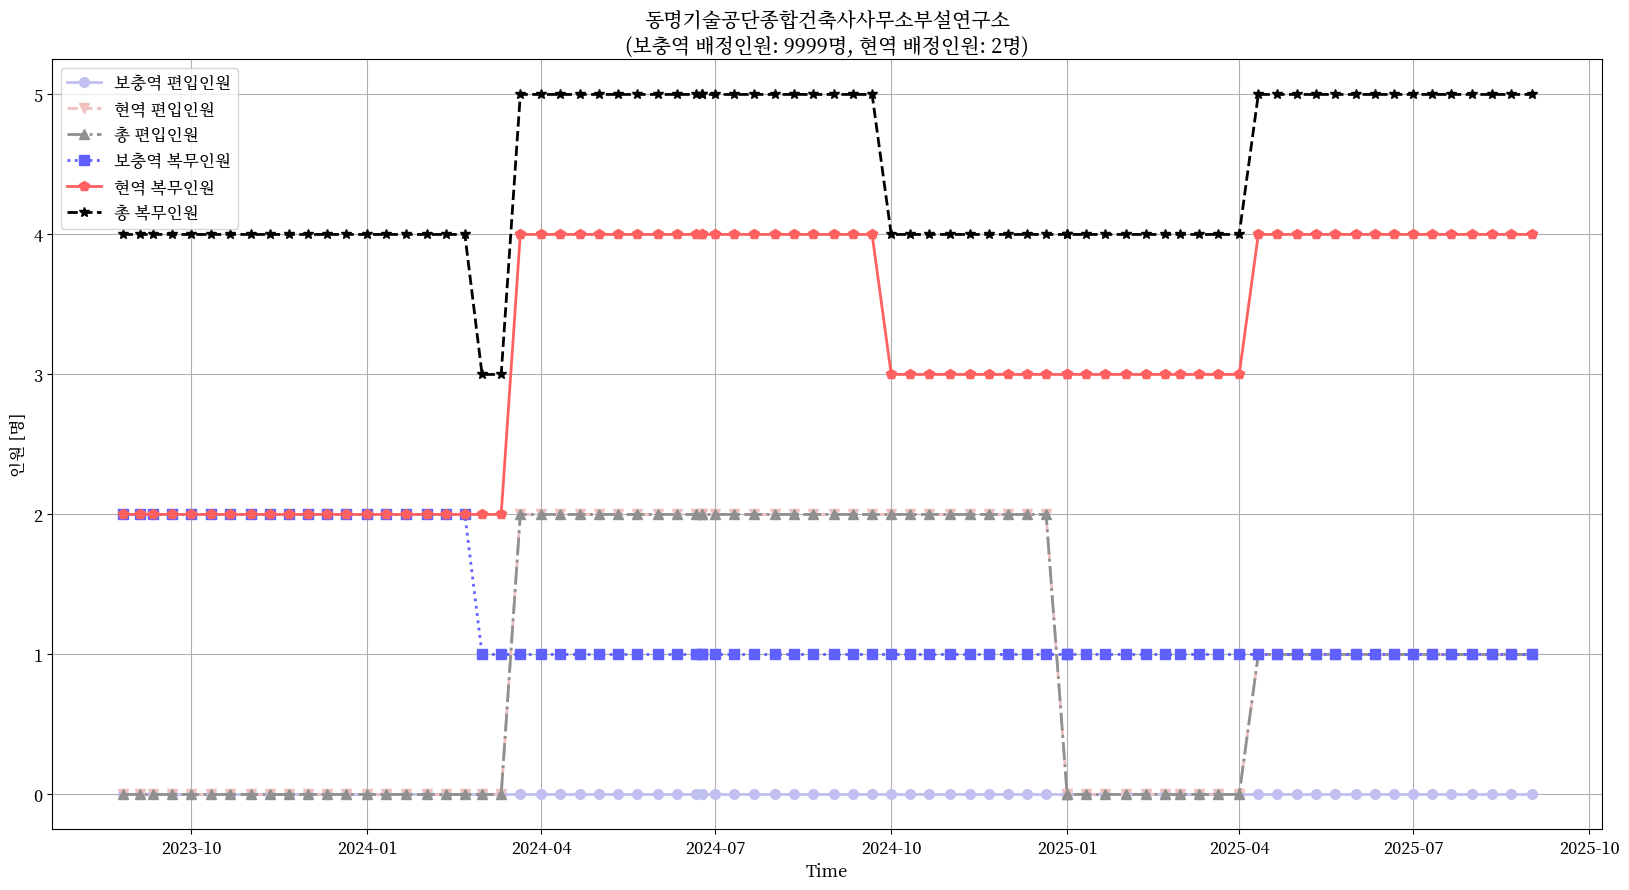 동명기술공단종합건축사사무소부설연구소
(보충역 배정인원: 9999명, 현역 배정인원: 2명)
보충역 편입인원
현역 편입인원
총 편입인원
보충역 복무인원
현역 복무인원
총 복무인원
인원 [명]
5
4
3
2
1
0
2023-10
2024-01
2024-04
2024-07
2024-10
2025-01
2025-04
2025-07
2025-10
Time